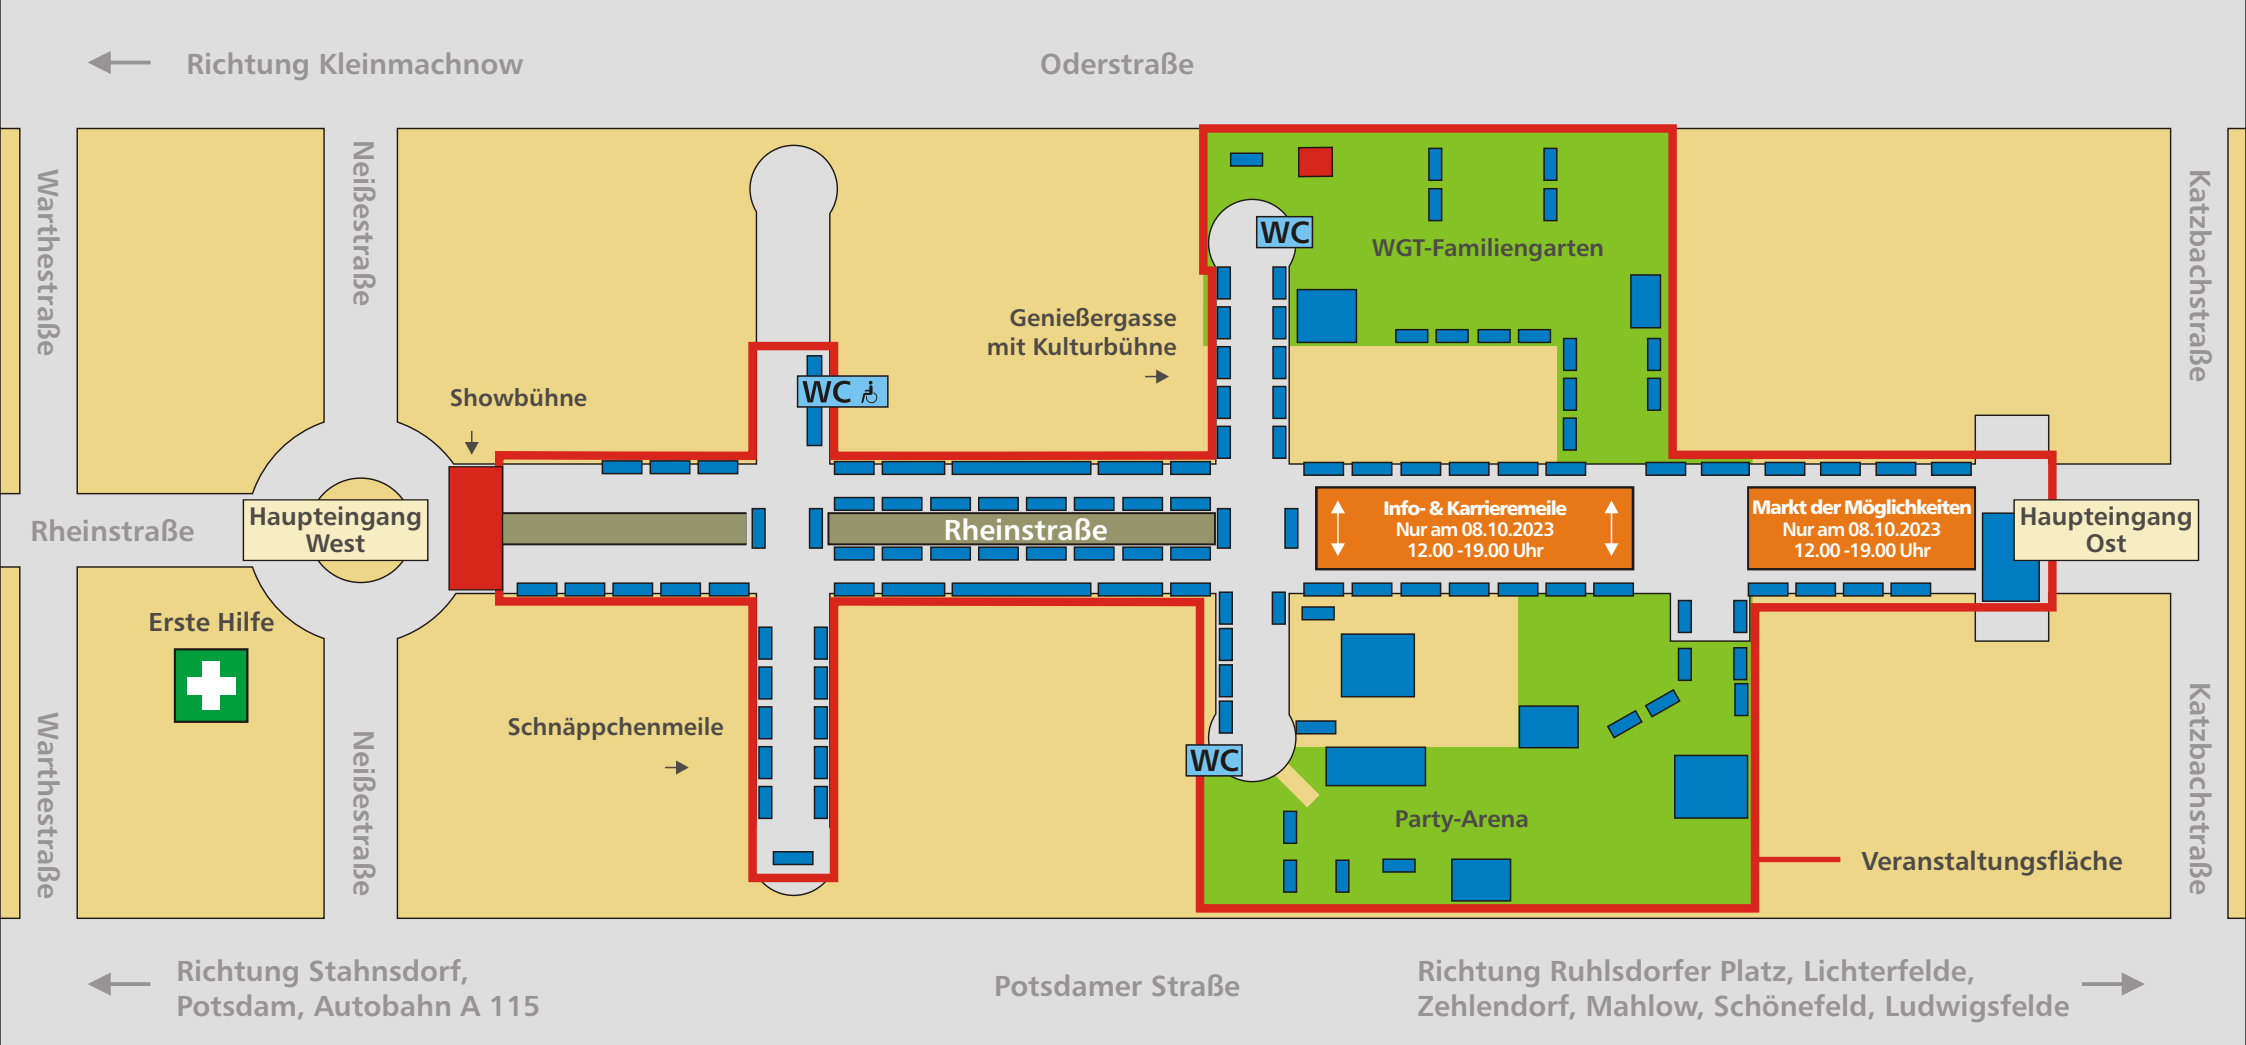 Richtung Kleinmachnow
Oderstraße
Warthestraße
Neißestraße
Katzbachstraße
WC
WGT-Familiengarten
Genießergasse
mit Kulturbühne
WC
Showbühne
Rheinstraße
Haupteingang
West
Rheinstraße
Info- & Karrieremeile
Nur am 08.10.2023
12.00 -19.00 Uhr
Markt der Möglichkeiten
Nur am 08.10.2023
12.00 -19.00 Uhr
Haupteingang
Ost
Erste Hilfe
Schnäppchenmeile
WC
Party-Arena
Veranstaltungsfläche
Warthestraße
Neißestraße
Katzbachstraße
Richtung Stahnsdorf,
Potsdam, Autobahn A 115
Potsdamer Straße
Richtung Ruhlsdorfer Platz, Lichterfelde,
Zehlendorf, Mahlow, Schönefeld, Ludwigsfelde